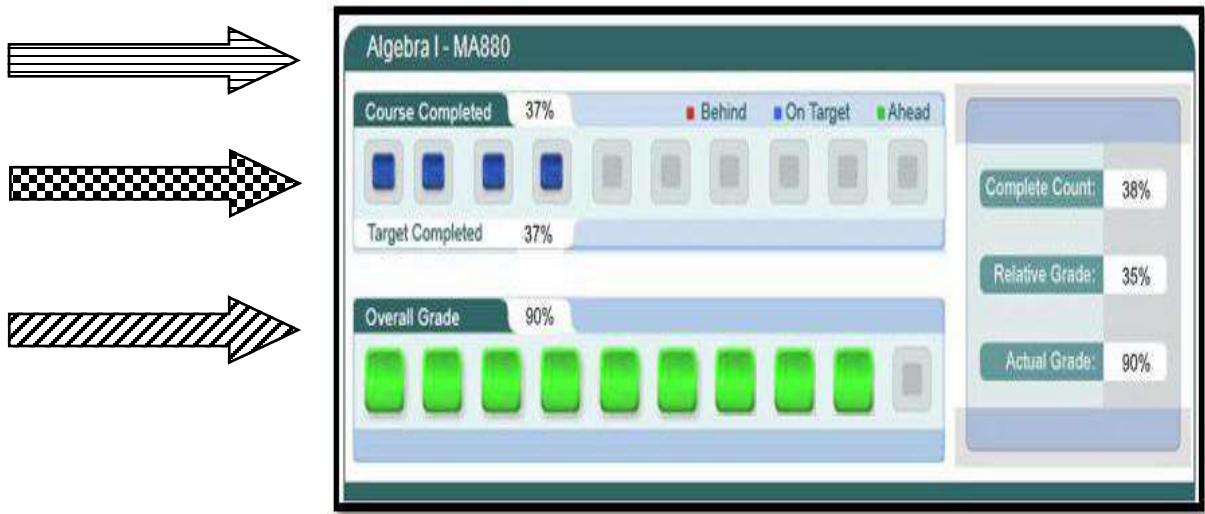 Algebra I - MA880
Course Completed 37% Behind On Target Ahead
Target Completed 37%
Overall Grade 90%
Complete Count: 38%
Relative Grade: 35%
Actual Grade: 90%